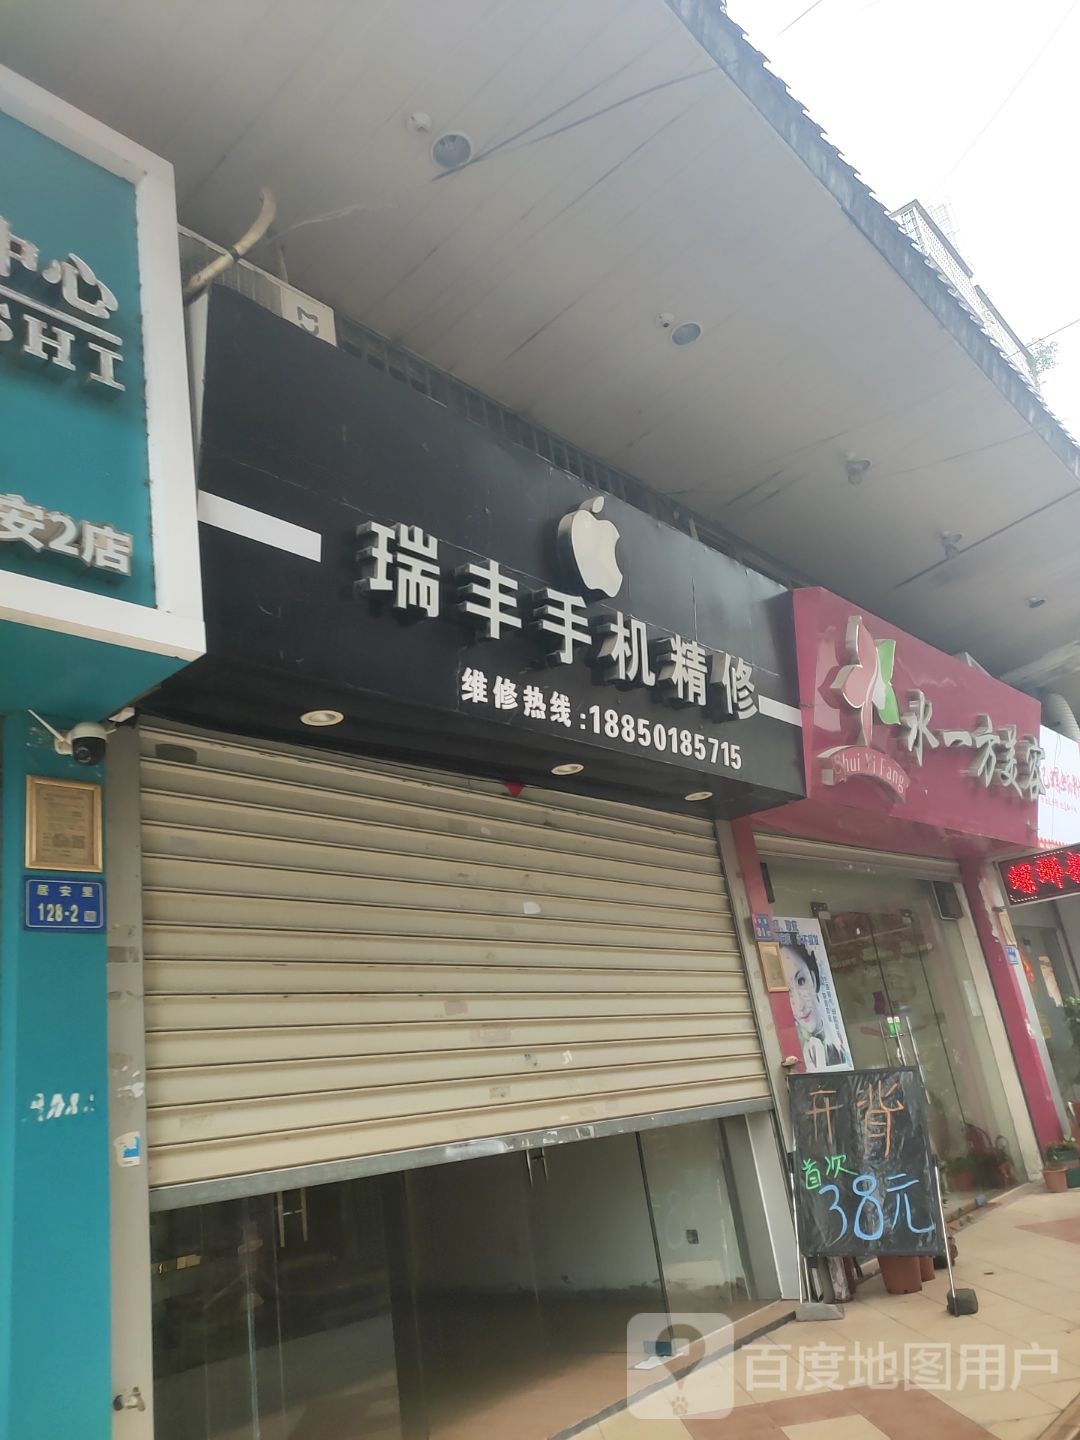 中心
SHI
安2店
瑞丰手机精修
维修热线:18850185715
水一方美容
Shui Yi Fang
居安里
128-2
开背
首次
38元
百度地图用户